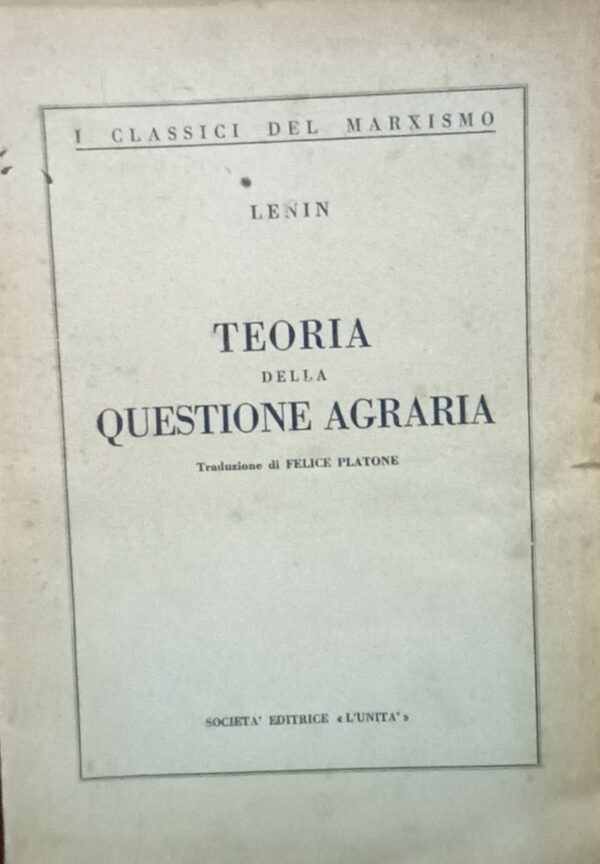 I CLASSICI DEL MARXISMO
LENIN
TEORIA
DELLA
QUESTIONE AGRARIA
Traduzione di FELICE PLATONE
SOCIETA' EDITRICE «L'UNITA'»